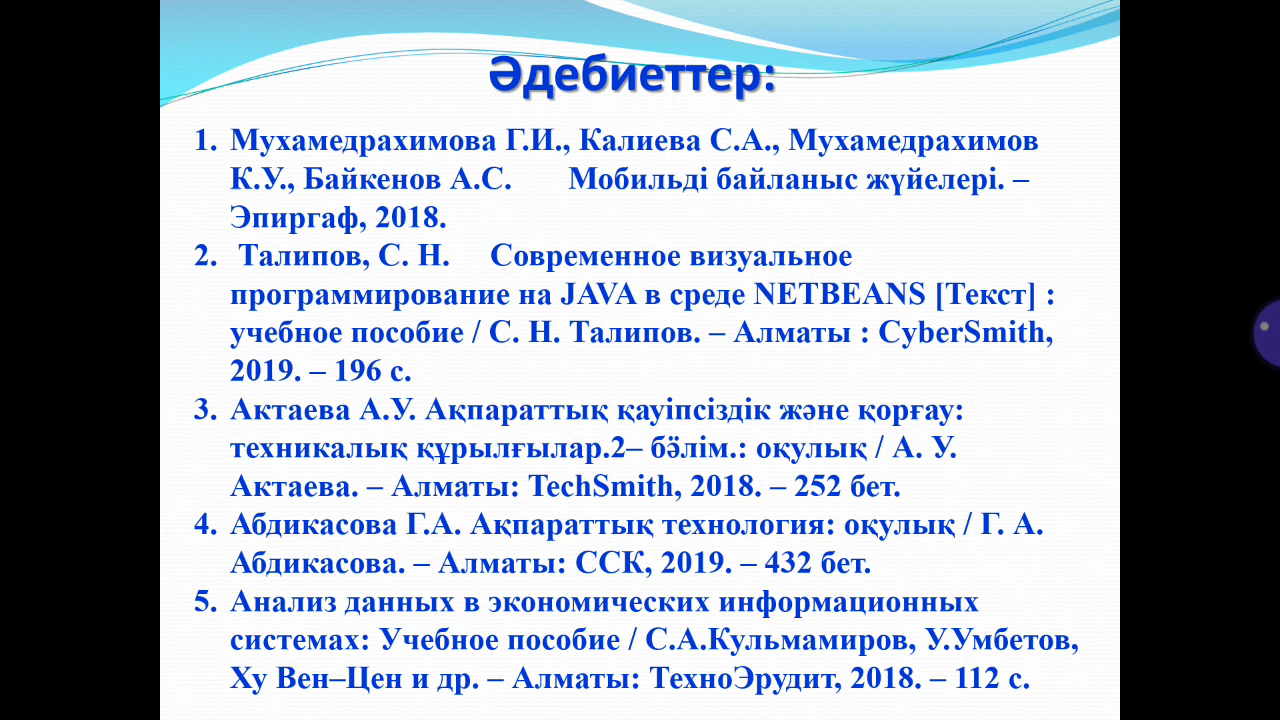 Әдебиеттер:
1. Мухамедрахимова Г.И., Калиева С.А., Мухамедрахимов
К.У., Байкенов А.С. Мобильді байланыс жүйелері. –
Эпиргаф, 2018.
2. Талипов, С. Н. Современное визуальное
программирование на JAVA в среде NETBEANS [Текст] :
учебное пособие / С. Н. Талипов. – Алматы : CyberSmith,
2019. – 196 с.
3. Актаева А.У. Ақпараттық қауіпсіздік және қорғау:
техникалық құрылғылар.2– бӛлім.: оқулық / А. У.
Актаева. – Алматы: TechSmith, 2018. – 252 бет.
4. Абдикасова Г.А. Ақпараттық технология: оқулық / Г. А.
Абдикасова. – Алматы: ССК, 2019. – 432 бет.
5. Анализ данных в экономических информационных
системах: Учебное пособие / С.А.Кульмамиров, У.Умбетов,
Ху Вен–Цен и др. – Алматы: ТехноЭрудит, 2018. – 112 с.